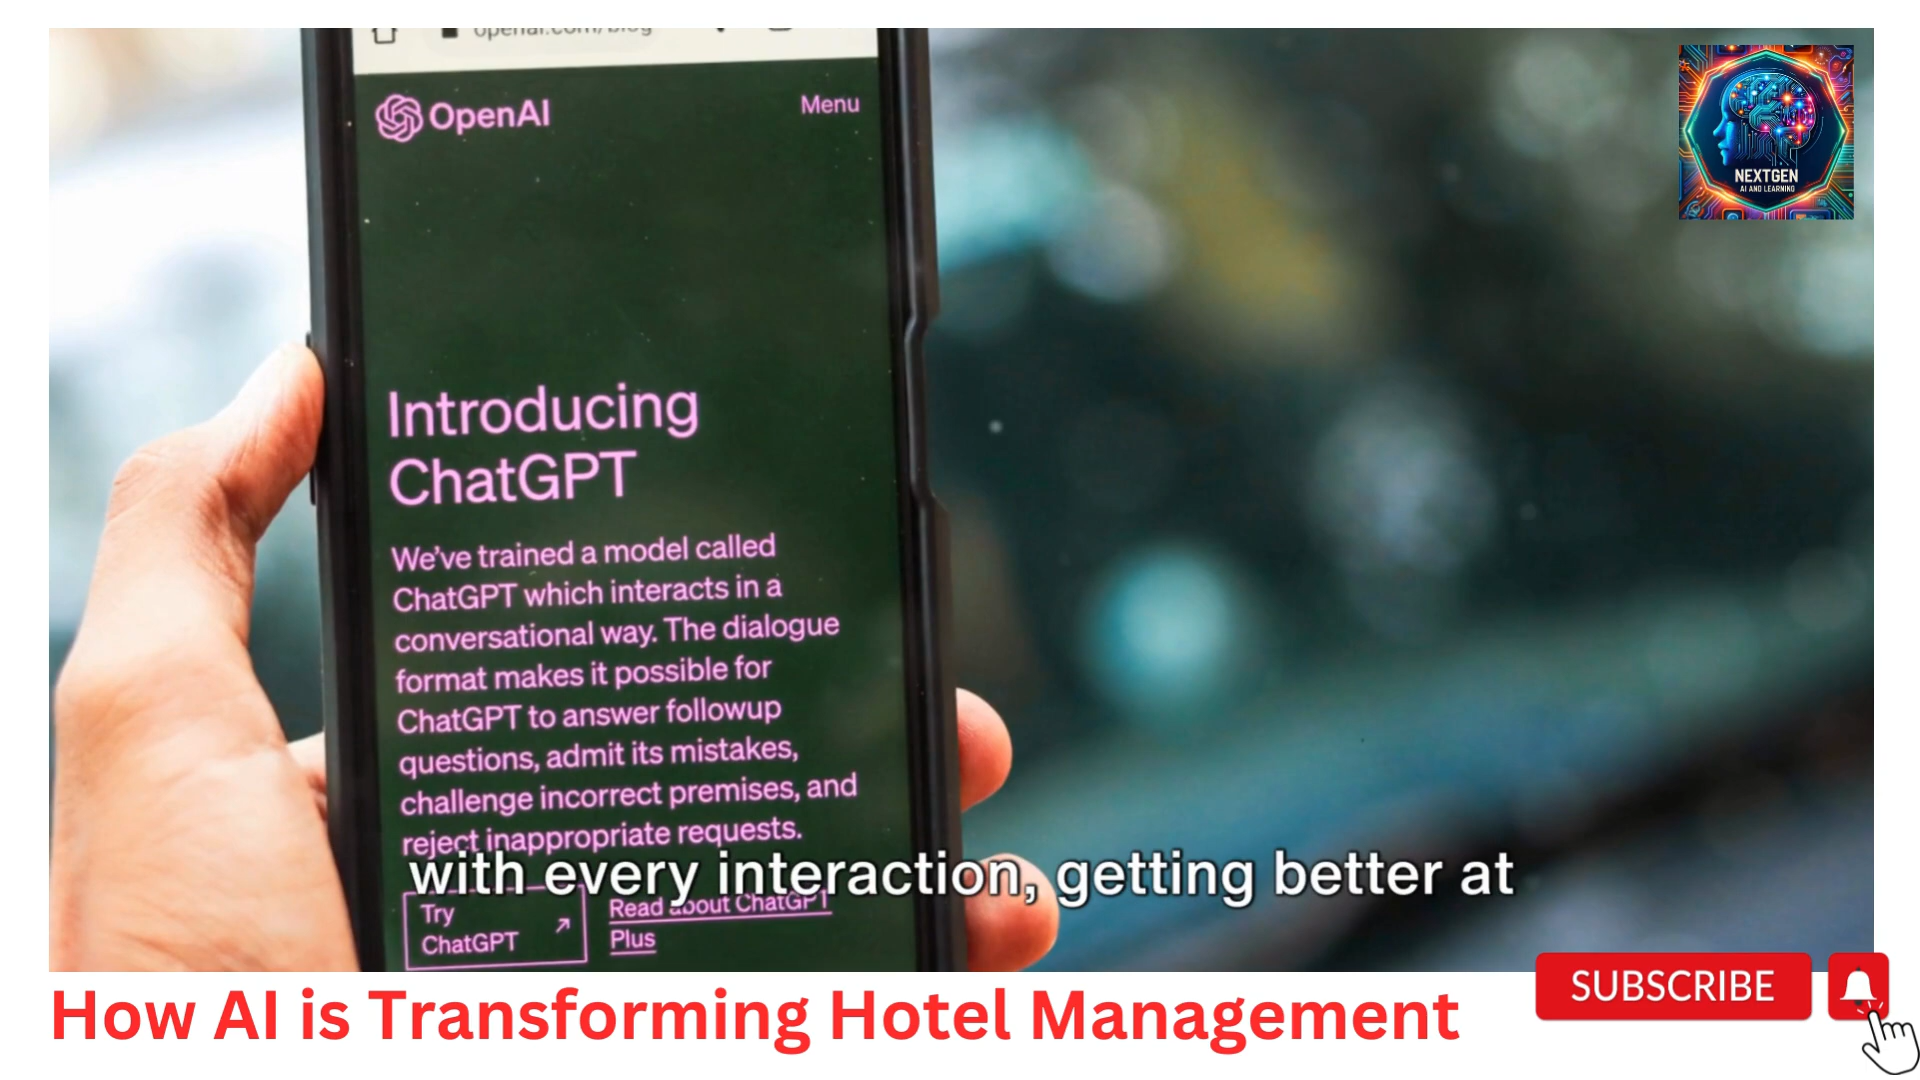 openai.com/blog
OpenAI
Menu
NEXTGEN
AI AND LEARNING
Introducing
ChatGPT
We've trained a model called
ChatGPT which interacts in a
conversational way. The dialogue
format makes it possible for
ChatGPT to answer followup
questions, admit its mistakes,
challenge incorrect premises, and
reject inappropriate requests.
with every interaction, getting better at
Try
ChatGPT
Read about ChatGPT
Plus
SUBSCRIBE
How AI is Transforming Hotel Management